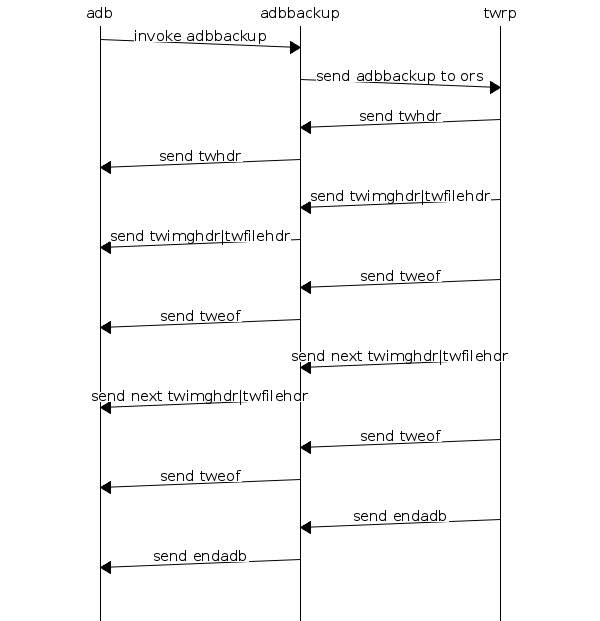 adb adbbackup twrp
invoke adbbackup
send adbbackup to ors
send twhdr
send twhdr
send twimghdr|twfilehdr
send twimghdr|twfilehdr
send tweof
send tweof
send next twimghdr|twfilehdr
send next twimghdr|twfilehdr
send tweof
send tweof
send endadb
send endadb